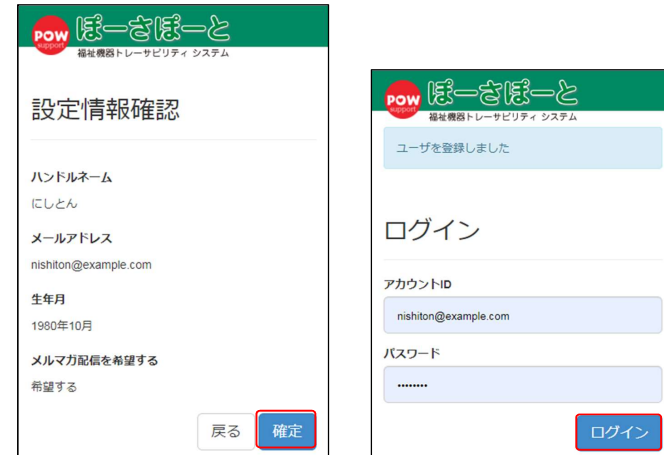 POW
support
ぽーさぽーと
福祉機器トレーサビリティ システム
設定情報確認
ハンドルネーム
にしとん
メールアドレス
nishiton@example.com
生年月
1980年10月
メルマガ配信を希望する
希望する
戻る
確定
POW
support
ぽーさぽーと
福祉機器トレーサビリティ システム
ユーザを登録しました
ログイン
アカウントID
nishiton@example.com
パスワード
••••••••
ログイン